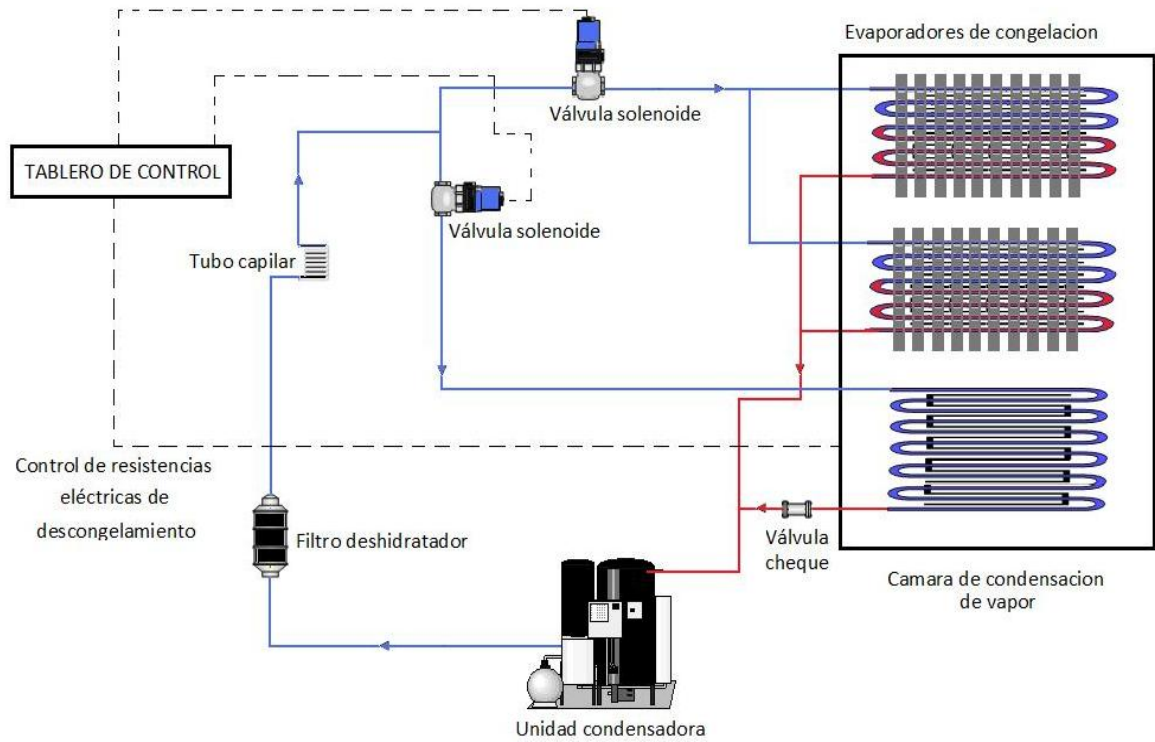 Evaporadores de congelacion
Válvula solenoide
TABLERO DE CONTROL
Válvula solenoide
Tubo capilar
Control de resistencias
eléctricas de
descongelamiento
Filtro deshidratador
Válvula
cheque
Camara de condensacion
de vapor
Unidad condensadora